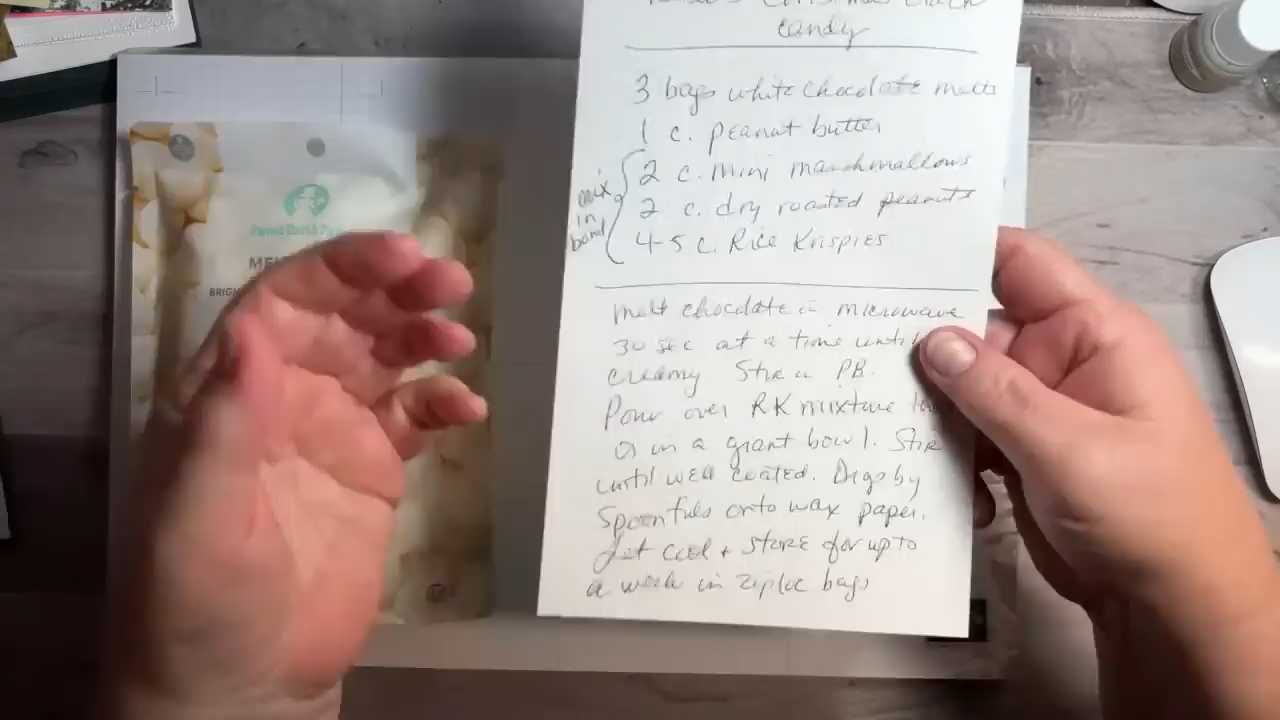 candy
3 bags white chocolate melts
1 c. peanut butter
mix in bowl
2 c. mini marshmallows
2 c. dry roasted peanuts
4-5 c. Rice Krispies
melt chocolate in microwave
30 sec at a time until
creamy Stir in PB.
Pour over RK mixture
in a giant bowl. Stir
until well coated. Drops by
Spoonfuls onto wax paper.
Let cool + store for up to
a week in ziploc bags